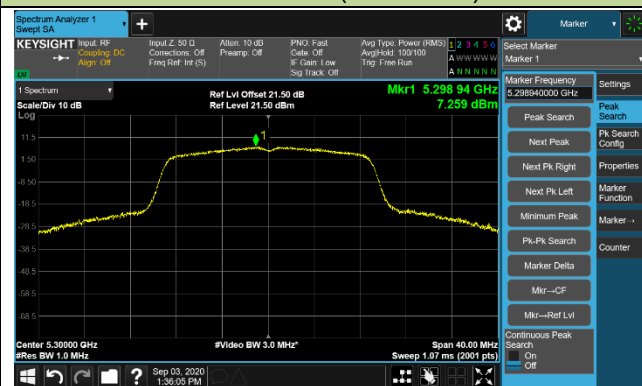 Spectrum Analyzer 1
Swept SA
Marker
KEYSIGHT
Input: RF
Coupling: DC
Align: Off
Input Z: 50 Ω
Corrections: Off
Freq Ref: Int (S)
Atten: 10 dB
Preamp: Off
PNO: Fast
Gate: Off
IF Gain: Low
Sig Track: Off
Avg Type: Power (RMS)
Avg|Hold: 100/100
Trig: Free Run
1 2 3 4 5 6
A W W W W W
A N N N N N
Select Marker
Marker 1
Marker Frequency
5.298940000 GHz
Peak Search
Next Peak
Next Pk Right
Next Pk Left
Minimum Peak
Pk-Pk Search
Marker Delta
Mkr→CF
Mkr→Ref Lvl
Continuous Peak
Search
On
Off
Settings
Peak
Search
Pk Search
Config
Properties
Marker
Function
Marker→
Counter
1 Spectrum
Scale/Div 10 dB
Log
Ref Lvl Offset 21.50 dB
Ref Level 21.50 dBm
Mkr1 5.298 94 GHz
7.259 dBm
1
11.5
1.50
-8.50
-18.5
-28.5
-38.5
-48.5
-58.5
-68.5
Center 5.30000 GHz
#Res BW 1.0 MHz
#Video BW 3.0 MHz*
Span 40.00 MHz
Sweep 1.07 ms (2001 pts)
Sep 03, 2020
1:36:05 PM